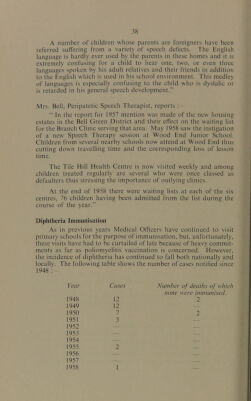 38
A number of children whose parents are foreigners have been
referred suffering from a variety of speech defects. The English
language is hardly ever used by the parents in these homes and it is
extremely confusing for a child to hear one, two, or even three
languages spoken by his adult relatives and their friends in addition
to the English which is used in his school environment. This medley
of languages is especially confusing to the child who is dyslalic or
is retarded in his general speech development."
Mrs. Bell, Peripatetic Speech Therapist, reports :—
"In the report for 1957 mention was made of the new housing
estates in the Bell Green District and their effect on the waiting list
for the Branch Clinic serving that area. May 1958 saw the instigation
of a new Speech Therapy session at Wood End Junior School.
Children from several nearby schools now attend at Wood End thus
cutting down travelling time and the corresponding loss of lesson
time.
The Tile Hill Health Centre is now visited weekly and among
children treated regularly are several who were once classed as
defaulters thus stressing the importance of outlying clinics.
At the end of 1958 there were waiting lists at each of the six
centres, 76 children having been admitted from the list during the
course of the year."
Diphtheria Immunisation
As in previous years Medical Officers have continued to visit
primary schools for the purpose of immunisation, but, unfortunately,
these visits have had to be curtailed of late because of heavy commit-
ments as far as poliomyelitis vaccination is concerned. However,
the incidence of diphtheria has continued to fall both nationally and
locally. The following table shows the number of cases notified since
1948 :—
Year Cases Number of deaths of which
none were immunised.
1948 12 2
1949 12 —
1950 7 2
1951 3 —
1952 — —
1953 — —
1954 — —
1955 2 —
1956 — —
1957 — —
1958 1 —